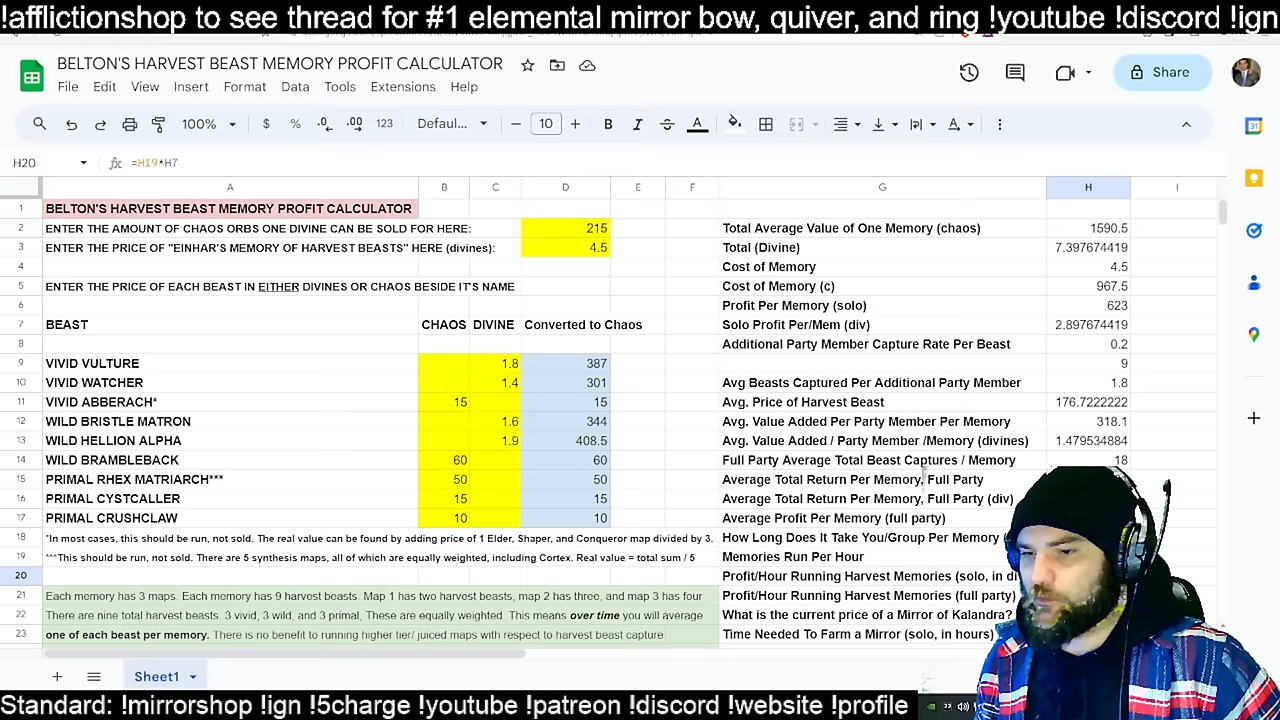 !afflictionshop to see thread for #1 elemental mirror bow, quiver, and ring !youtube !discord !ign
BELTON'S HARVEST BEAST MEMORY PROFIT CALCULATOR
File Edit View Insert Format Data Tools Extensions Help
Share
100% $ % .0 .00 123 Defaul... 10 B I A
H20 fx =H19*H7
A B C D E F G H I
1 BELTON'S HARVEST BEAST MEMORY PROFIT CALCULATOR
2 ENTER THE AMOUNT OF CHAOS ORBS ONE DIVINE CAN BE SOLD FOR HERE: 215 Total Average Value of One Memory (chaos) 1590.5
3 ENTER THE PRICE OF "EINHAR'S MEMORY OF HARVEST BEASTS" HERE (divines): 4.5 Total (Divine) 7.397674419
4 Cost of Memory 4.5
5 ENTER THE PRICE OF EACH BEAST IN EITHER DIVINES OR CHAOS BESIDE IT'S NAME Cost of Memory (c) 967.5
6 Profit Per Memory (solo) 623
7 BEAST CHAOS DIVINE Converted to Chaos Solo Profit Per/Mem (div) 2.897674419
8 Additional Party Member Capture Rate Per Beast 0.2
9 VIVID VULTURE 1.8 387 9
10 VIVID WATCHER 1.4 301 Avg Beasts Captured Per Additional Party Member 1.8
11 VIVID ABBERACH* 15 15 Avg. Price of Harvest Beast 176.7222222
12 WILD BRISTLE MATRON 1.6 344 Avg. Value Added Per Party Member Per Memory 318.1
13 WILD HELLION ALPHA 1.9 408.5 Avg. Value Added / Party Member /Memory (divines) 1.479534884
14 WILD BRAMBLEBACK 60 60 Full Party Average Total Beast Captures / Memory 18
15 PRIMAL RHEX MATRIARCH*** 50 50 Average Total Return Per Memory, Full Party
16 PRIMAL CYSTCALLER 15 15 Average Total Return Per Memory, Full Party (div)
17 PRIMAL CRUSHCLAW 10 10 Average Profit Per Memory (full party)
18 *In most cases, this should be run, not sold. The real value can be found by adding price of 1 Elder, Shaper, and Conqueror map divided by 3. How Long Does It Take You/Group Per Memory
19 ***This should be run, not sold. There are 5 synthesis maps, all of which are equally weighted, including Cortex. Real value = total sum / 5 Memories Run Per Hour
20 Profit/Hour Running Harvest Memories (solo, in di
21 Each memory has 3 maps. Each memory has 9 harvest beasts. Map 1 has two harvest beasts, map 2 has three, and map 3 has four Profit/Hour Running Harvest Memories (full party)
22 There are nine total harvest beasts. 3 vivid, 3 wild, and 3 primal. These are equally weighted. This means over time you will average What is the current price of a Mirror of Kalandra?
23 one of each beast per memory. There is no benefit to running higher tier/ juiced maps with respect to harvest beast capture Time Needed To Farm a Mirror (solo, in hours)
Sheet1
Standard: !mirrorshop !ign !5charge !youtube !patreon !discord !website !profile